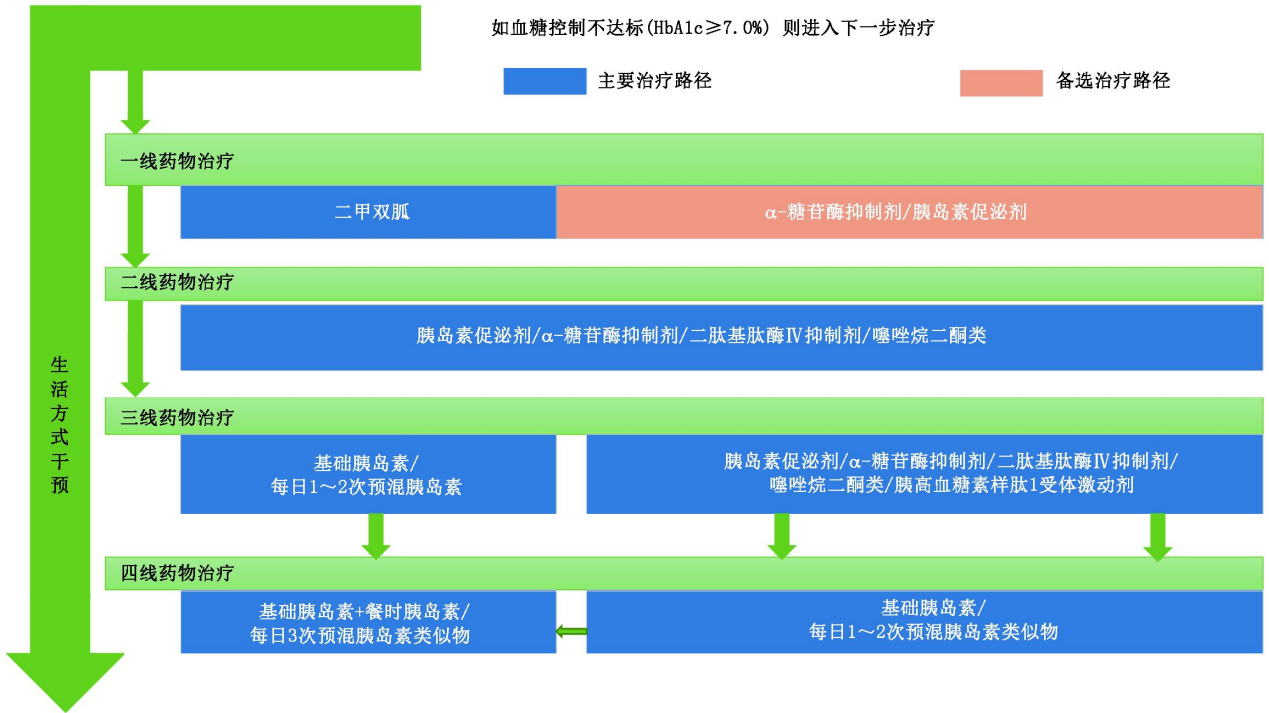 如血糖控制不达标(HbA1c≥7.0%) 则进入下一步治疗
主要治疗路径
备选治疗路径
一线药物治疗
二甲双胍
α-糖苷酶抑制剂/胰岛素促泌剂
二线药物治疗
胰岛素促泌剂/α-糖苷酶抑制剂/二肽基肽酶Ⅳ抑制剂/噻唑烷二酮类
生活方式干预
三线药物治疗
基础胰岛素/
每日1～2次预混胰岛素
胰岛素促泌剂/α-糖苷酶抑制剂/二肽基肽酶Ⅳ抑制剂/
噻唑烷二酮类/胰高血糖素样肽1受体激动剂
四线药物治疗
基础胰岛素+餐时胰岛素/
每日3次预混胰岛素类似物
基础胰岛素/
每日1～2次预混胰岛素类似物